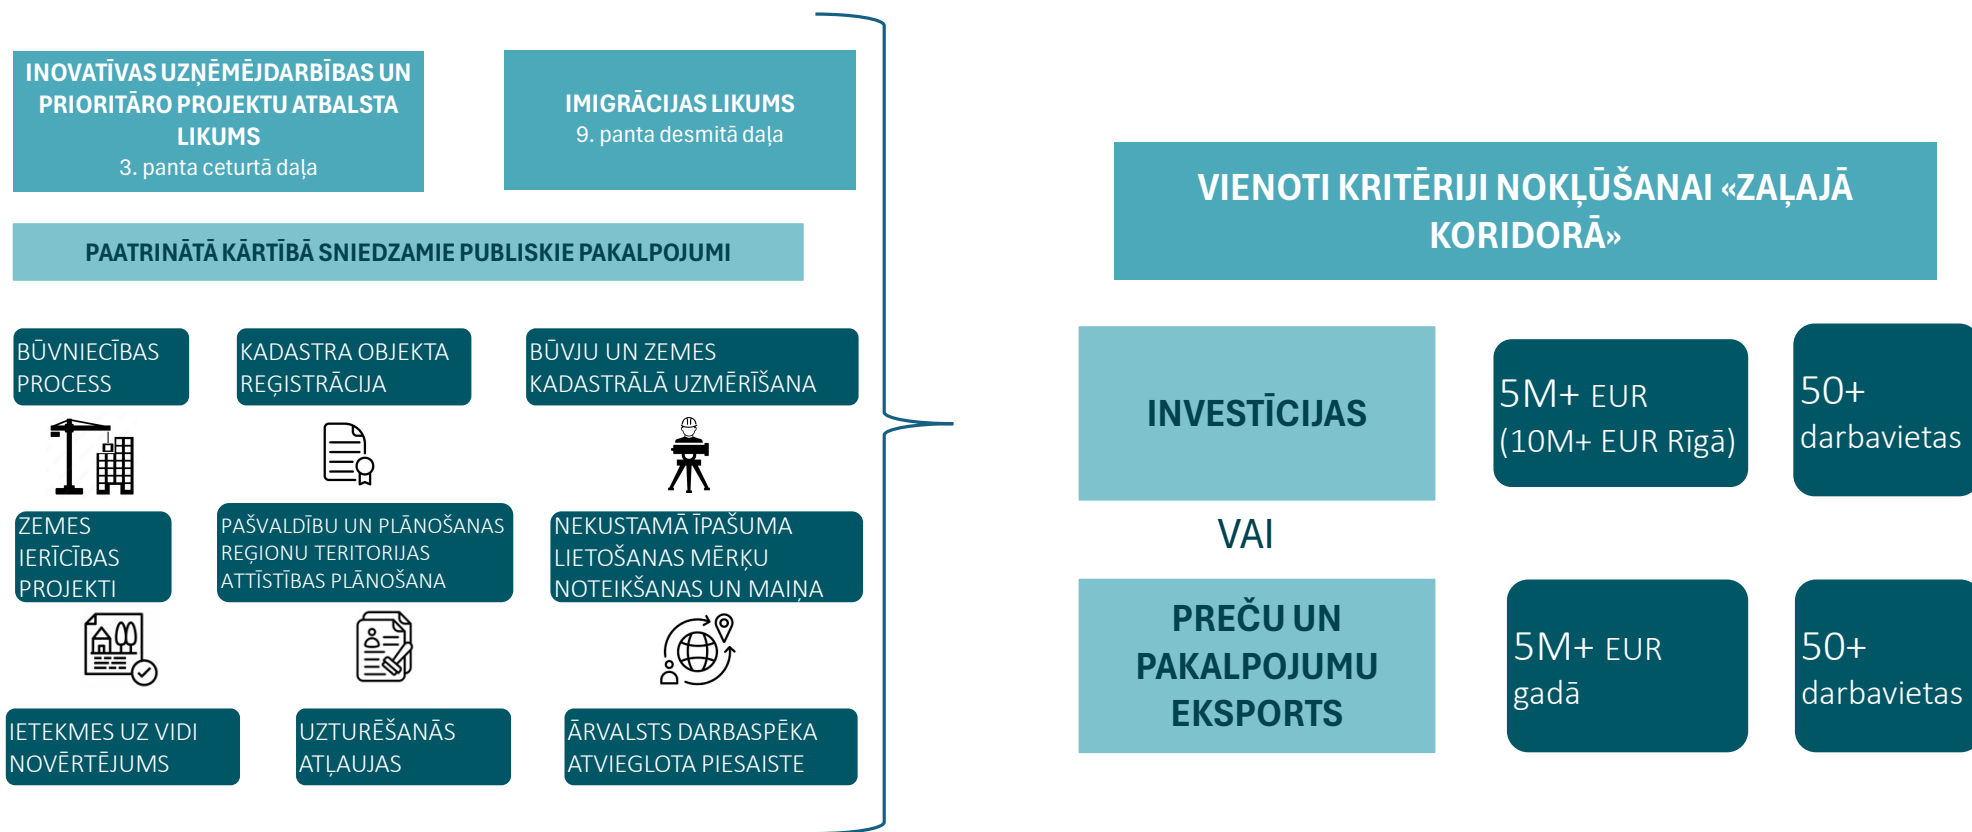 INOVATĪVAS UZŅĒMĒJDARBĪBAS UN
PRIORITĀRO PROJEKTU ATBALSTA
LIKUMS
3. panta ceturtā daļa
IMIGRĀCIJAS LIKUMS
9. panta desmitā daļa
PAATRINĀTĀ KĀRTĪBĀ SNIEDZAMIE PUBLISKIE PAKALPOJUMI
BŪVNIECĪBAS
PROCESS
KADASTRA OBJEKTA
REĢISTRĀCIJA
BŪVJU UN ZEMES
KADASTRĀLĀ UZMĒRĪŠANA
ZEMES
IERĪCĪBAS
PROJEKTI
PAŠVALDĪBU UN PLĀNOŠANAS
REĢIONU TERITORIJAS
ATTĪSTĪBAS PLĀNOŠANA
NEKUSTAMĀ ĪPAŠUMA
LIETOŠANAS MĒRĶU
NOTEIKŠANAS UN MAIŅA
IETEKMES UZ VIDI
NOVĒRTĒJUMS
UZTURĒŠANĀS
ATĻAUJAS
ĀRVALSTS DARBASPĒKA
ATVIEGLOTA PIESAISTE
VIENOTI KRITĒRIJI NOKĻŪŠANAI «ZAĻAJĀ
KORIDORĀ»
INVESTĪCIJAS
5M+ EUR
(10M+ EUR Rīgā)
50+
darbavietas
VAI
PREČU UN
PAKALPOJUMU
EKSPORTS
5M+ EUR
gadā
50+
darbavietas